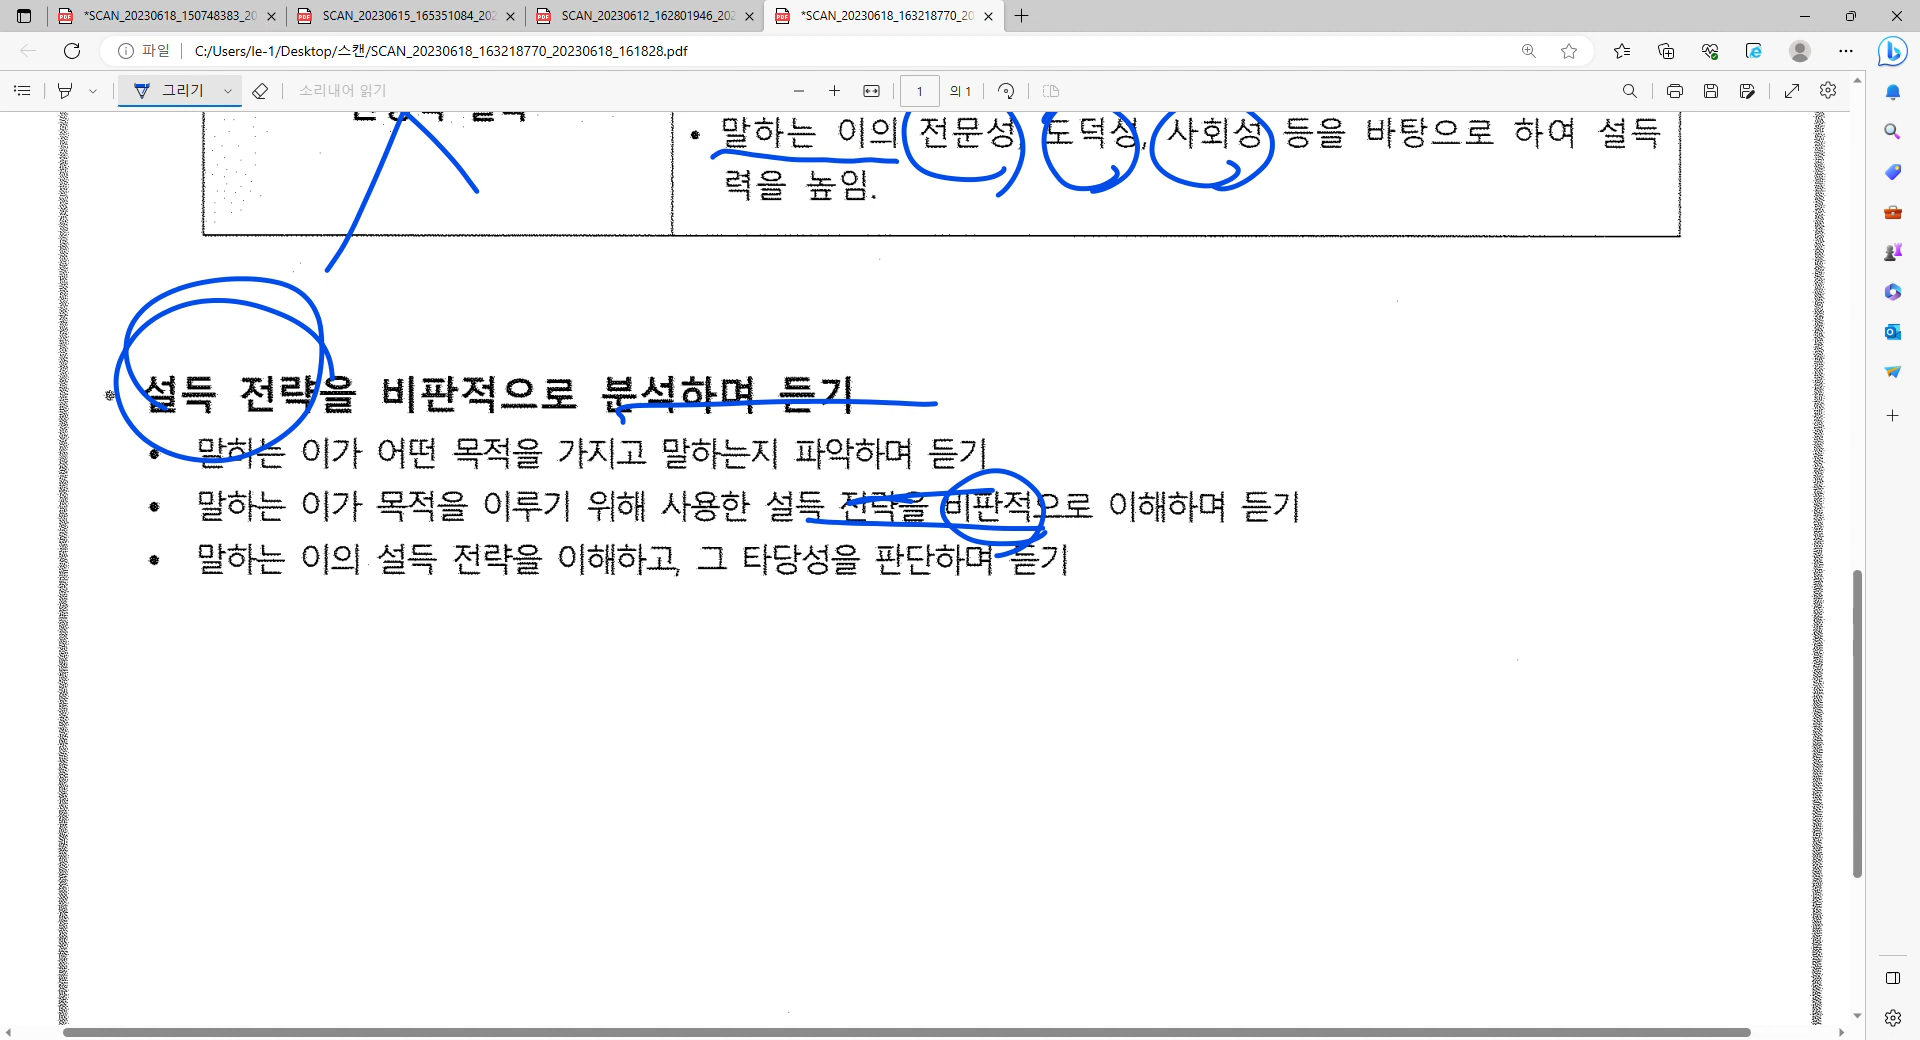 *SCAN_20230618_150748383_20
SCAN_20230615_165351084_202
SCAN_20230612_162801946_202
*SCAN_20230618_163218770_20
파일
C:/Users/le-1/Desktop/스캔/SCAN_20230618_163218770_20230618_161828.pdf
그리기
소리내어 읽기
1
의 1
• 말하는 이의 전문성, 도덕성, 사회성 등을 바탕으로 하여 설득
력을 높임.
설득 전략을 비판적으로 분석하며 듣기
• 말하는 이가 어떤 목적을 가지고 말하는지 파악하며 듣기
• 말하는 이가 목적을 이루기 위해 사용한 설득 전략을 비판적으로 이해하며 듣기
• 말하는 이의 설득 전략을 이해하고, 그 타당성을 판단하며 듣기